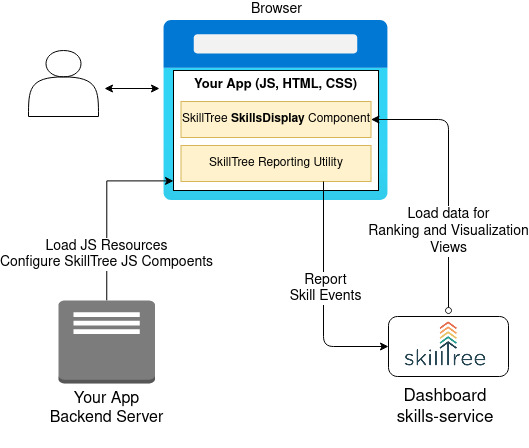 Browser
Your App (JS, HTML, CSS)
SkillTree SkillsDisplay Component
SkillTree Reporting Utility
Load data for
Ranking and Visualization
Views
Load JS Resources
Configure SkillTree JS Compoents
Report
Skill Events
skilltree
Your App
Backend Server
Dashboard
skills-service